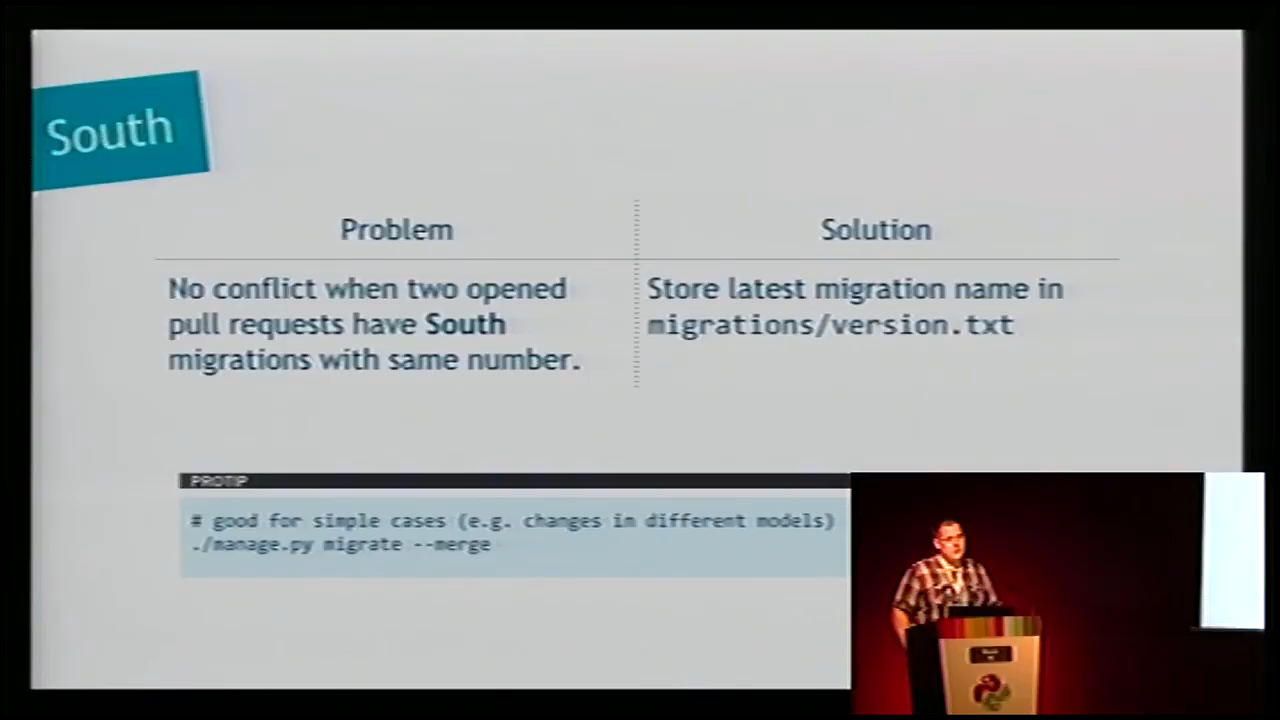 South
Problem
Solution
No conflict when two opened
pull requests have South
migrations with same number.
Store latest migration name in
migrations/version.txt
PROTIP
# good for simple cases (e.g. changes in different models)
./manage.py migrate --merge